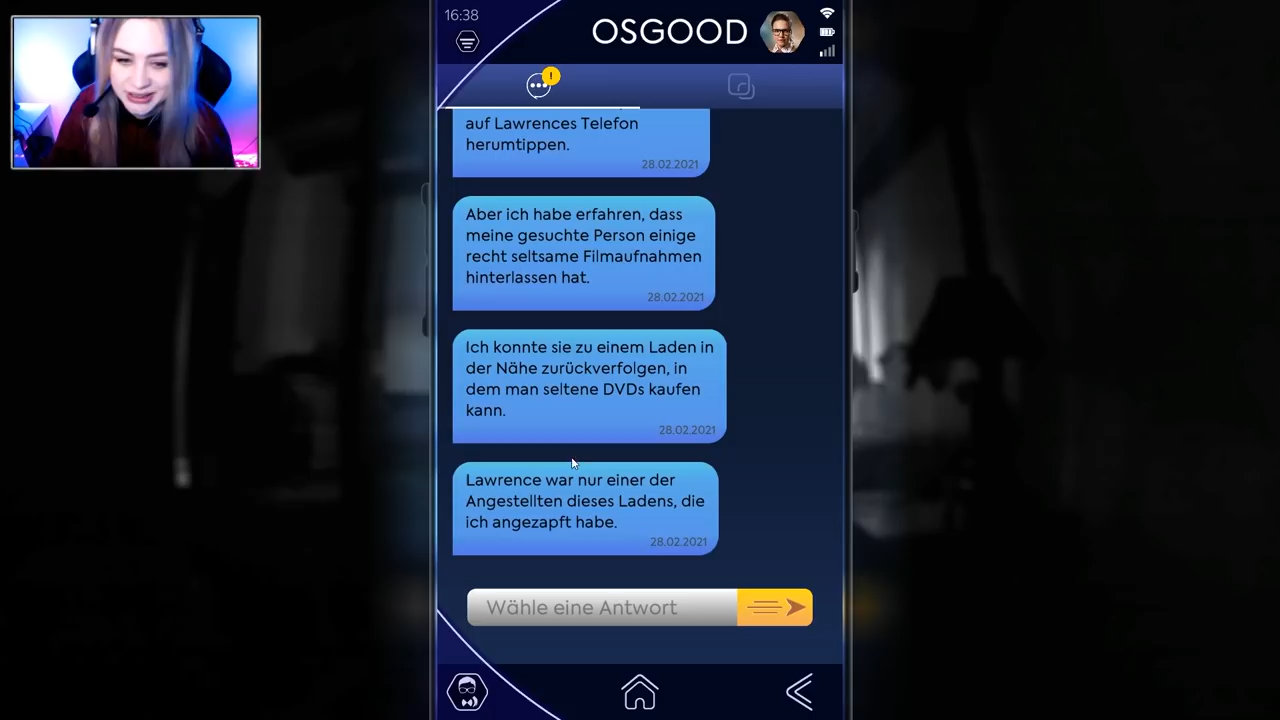 16:38
OSGOOD
!
auf Lawrences Telefon
herumtippen.
28.02.2021
Aber ich habe erfahren, dass
meine gesuchte Person einige
recht seltsame Filmaufnahmen
hinterlassen hat.
28.02.2021
Ich konnte sie zu einem Laden in
der Nähe zurückverfolgen, in
dem man seltene DVDs kaufen
kann.
28.02.2021
Lawrence war nur einer der
Angestellten dieses Ladens, die
ich angezapft habe.
28.02.2021
Wähle eine Antwort